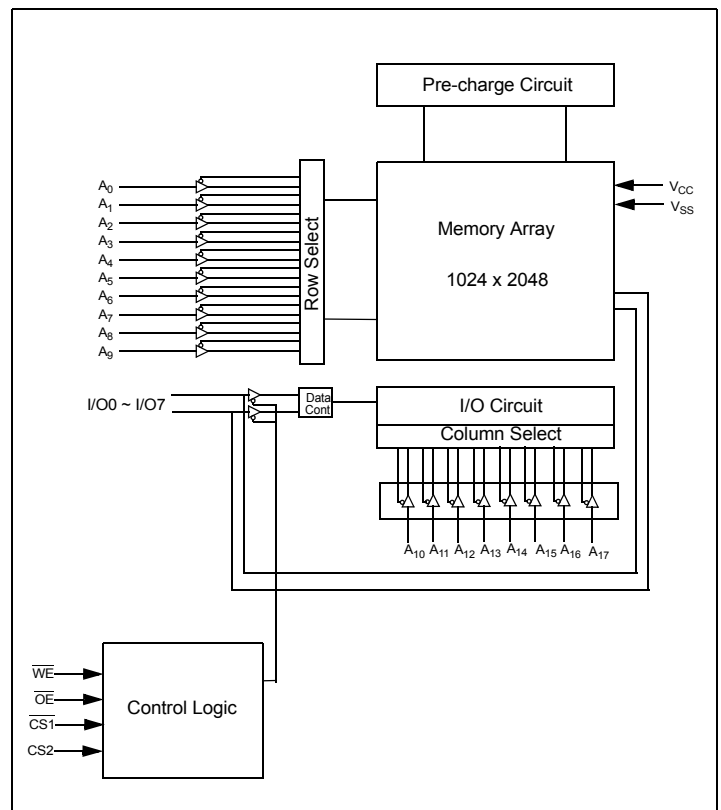 Pre-charge Circuit
A0
A1
A2
A3
A4
A5
A6
A7
A8
A9
Row Select
Memory Array
1024 x 2048
VCC
VSS
I/O0 ~ I/O7
Data
Cont
I/O Circuit
Column Select
A10 A11 A12 A13 A14 A15 A16 A17
WE
OE
CS1
CS2
Control Logic